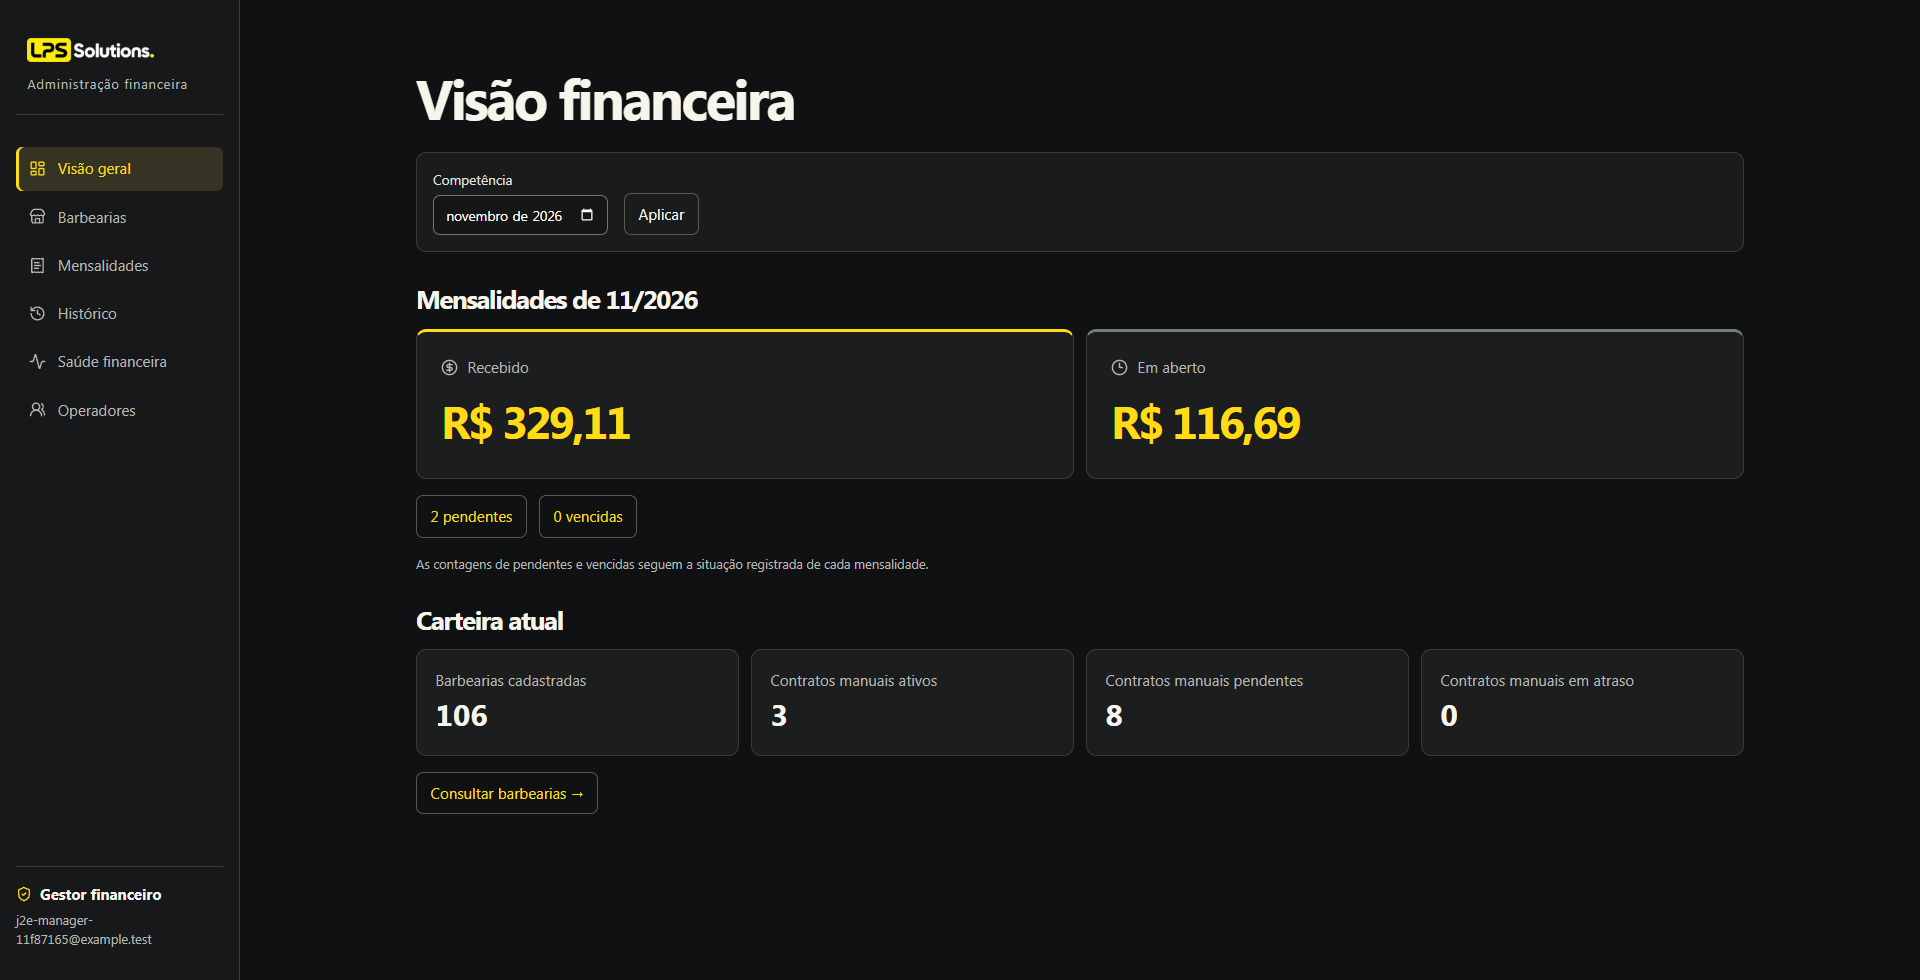 LPS Solutions.
Administração financeira
Visão geral
Barbearias
Mensalidades
Histórico
Saúde financeira
Operadores
Gestor financeiro
j2e-manager-
11f87165@example.test
Visão financeira
Competência
novembro de 2026
Aplicar
Mensalidades de 11/2026
Recebido
R$ 329,11
Em aberto
R$ 116,69
2 pendentes
0 vencidas
As contagens de pendentes e vencidas seguem a situação registrada de cada mensalidade.
Carteira atual
Barbearias cadastradas
106
Contratos manuais ativos
3
Contratos manuais pendentes
8
Contratos manuais em atraso
0
Consultar barbearias →